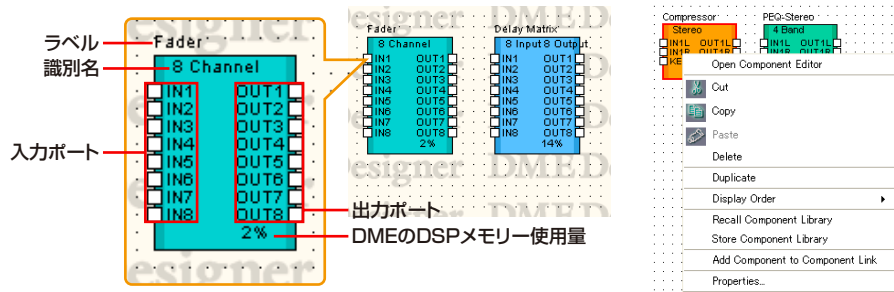 ラベル
識別名
入力ポート
Fader
8 Channel
IN1 OUT1
IN2 OUT2
IN3 OUT3
IN4 OUT4
IN5 OUT5
IN6 OUT6
IN7 OUT7
IN8 OUT8
2%
出力ポート
DMEのDSPメモリー使用量
Fader
8 Channel
IN1 OUT1
IN2 OUT2
IN3 OUT3
IN4 OUT4
IN5 OUT5
IN6 OUT6
IN7 OUT7
IN8 OUT8
2%
Delay Matrix
8 Input8 Output
IN1 OUT1
IN2 OUT2
IN3 OUT3
IN4 OUT4
IN5 OUT5
IN6 OUT6
IN7 OUT7
IN8 OUT8
14%
Compressor
Stereo
IN1L OUT1L
IN1R OUT1R
KE
PEQ-Stereo
4 Band
IN1L OUT1L
IN1R OUT1R
Open Component Editor
Cut
Copy
Paste
Delete
Duplicate
Display Order
Recall Component Library
Store Component Library
Add Component to Component Link
Properties...